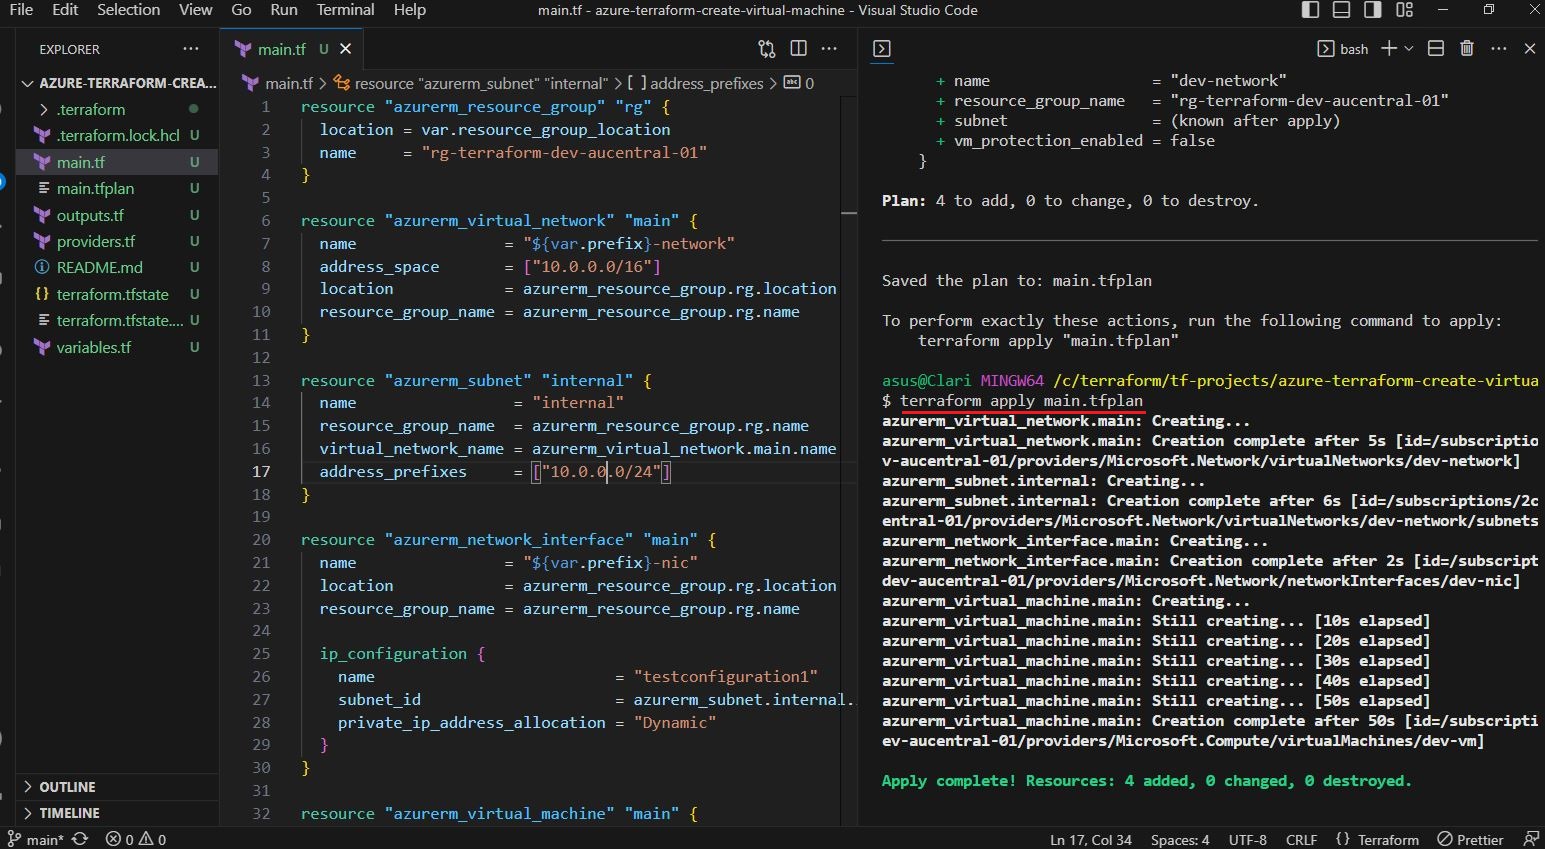 File Edit Selection View Go Run Terminal Help
main.tf - azure-terraform-create-virtual-machine - Visual Studio Code
EXPLORER
AZURE-TERRAFORM-CREA...
.terraform
.terraform.lock.hcl U
main.tf U
main.tfplan U
outputs.tf U
providers.tf U
README.md U
terraform.tfstate U
terraform.tfstate.... U
variables.tf U
OUTLINE
TIMELINE
main.tf U
main.tf > resource "azurerm_subnet" "internal" > [ ] address_prefixes > abc 0
1 resource "azurerm_resource_group" "rg" {
2 location = var.resource_group_location
3 name = "rg-terraform-dev-aucentral-01"
4 }
5
6 resource "azurerm_virtual_network" "main" {
7 name = "${var.prefix}-network"
8 address_space = ["10.0.0.0/16"]
9 location = azurerm_resource_group.rg.location
10 resource_group_name = azurerm_resource_group.rg.name
11 }
12
13 resource "azurerm_subnet" "internal" {
14 name = "internal"
15 resource_group_name = azurerm_resource_group.rg.name
16 virtual_network_name = azurerm_virtual_network.main.name
17 address_prefixes = ["10.0.0.0/24"]
18 }
19
20 resource "azurerm_network_interface" "main" {
21 name = "${var.prefix}-nic"
22 location = azurerm_resource_group.rg.location
23 resource_group_name = azurerm_resource_group.rg.name
24
25 ip_configuration {
26 name = "testconfiguration1"
27 subnet_id = azurerm_subnet.internal.
28 private_ip_address_allocation = "Dynamic"
29 }
30 }
31
32 resource "azurerm_virtual_machine" "main" {
bash
+ name = "dev-network"
+ resource_group_name = "rg-terraform-dev-aucentral-01"
+ subnet = (known after apply)
+ vm_protection_enabled = false
}
Plan: 4 to add, 0 to change, 0 to destroy.
Saved the plan to: main.tfplan
To perform exactly these actions, run the following command to apply:
terraform apply "main.tfplan"
asus@Clari MINGW64 /c/terraform/tf-projects/azure-terraform-create-virtua
$ terraform apply main.tfplan
azurerm_virtual_network.main: Creating...
azurerm_virtual_network.main: Creation complete after 5s [id=/subscriptio
v-aucentral-01/providers/Microsoft.Network/virtualNetworks/dev-network]
azurerm_subnet.internal: Creating...
azurerm_subnet.internal: Creation complete after 6s [id=/subscriptions/2c
entral-01/providers/Microsoft.Network/virtualNetworks/dev-network/subnets
azurerm_network_interface.main: Creating...
azurerm_network_interface.main: Creation complete after 2s [id=/subscript
dev-aucentral-01/providers/Microsoft.Network/networkInterfaces/dev-nic]
azurerm_virtual_machine.main: Creating...
azurerm_virtual_machine.main: Still creating... [10s elapsed]
azurerm_virtual_machine.main: Still creating... [20s elapsed]
azurerm_virtual_machine.main: Still creating... [30s elapsed]
azurerm_virtual_machine.main: Still creating... [40s elapsed]
azurerm_virtual_machine.main: Still creating... [50s elapsed]
azurerm_virtual_machine.main: Creation complete after 50s [id=/subscripti
ev-aucentral-01/providers/Microsoft.Compute/virtualMachines/dev-vm]
Apply complete! Resources: 4 added, 0 changed, 0 destroyed.
main* 0 0
Ln 17, Col 34 Spaces: 4 UTF-8 CRLF {} Terraform Prettier